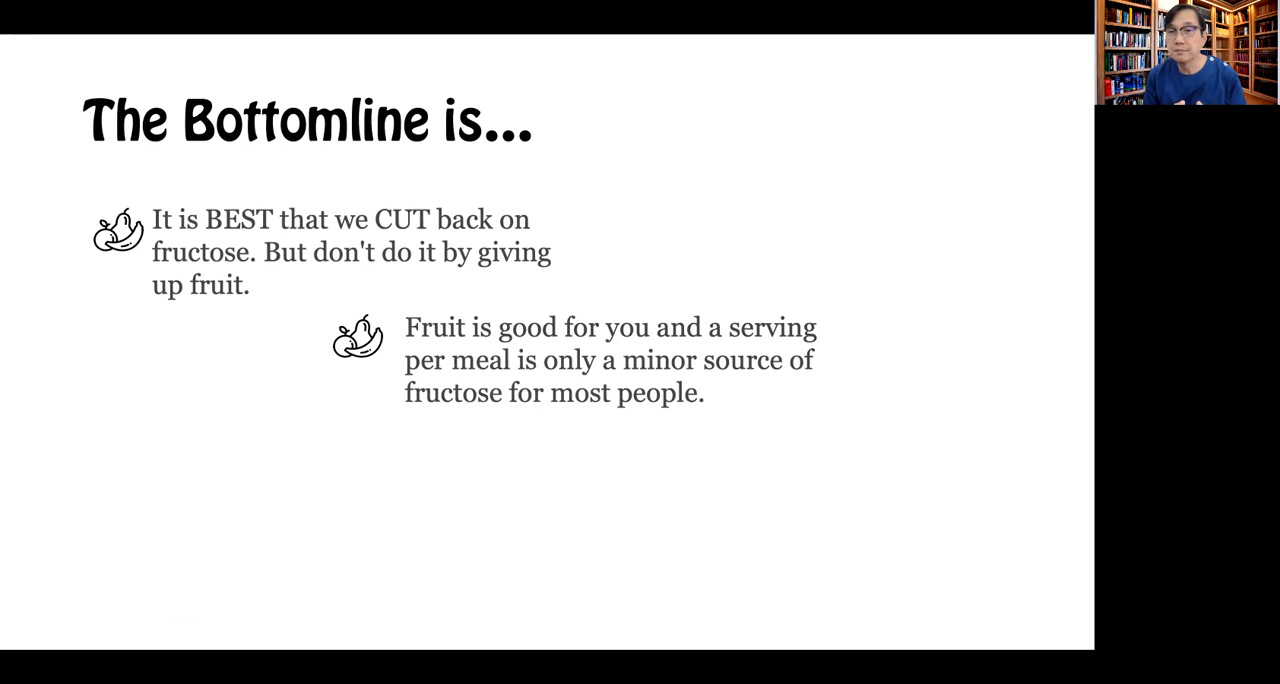 The Bottomline is...
It is BEST that we CUT back on
fructose. But don't do it by giving
up fruit.
Fruit is good for you and a serving
per meal is only a minor source of
fructose for most people.